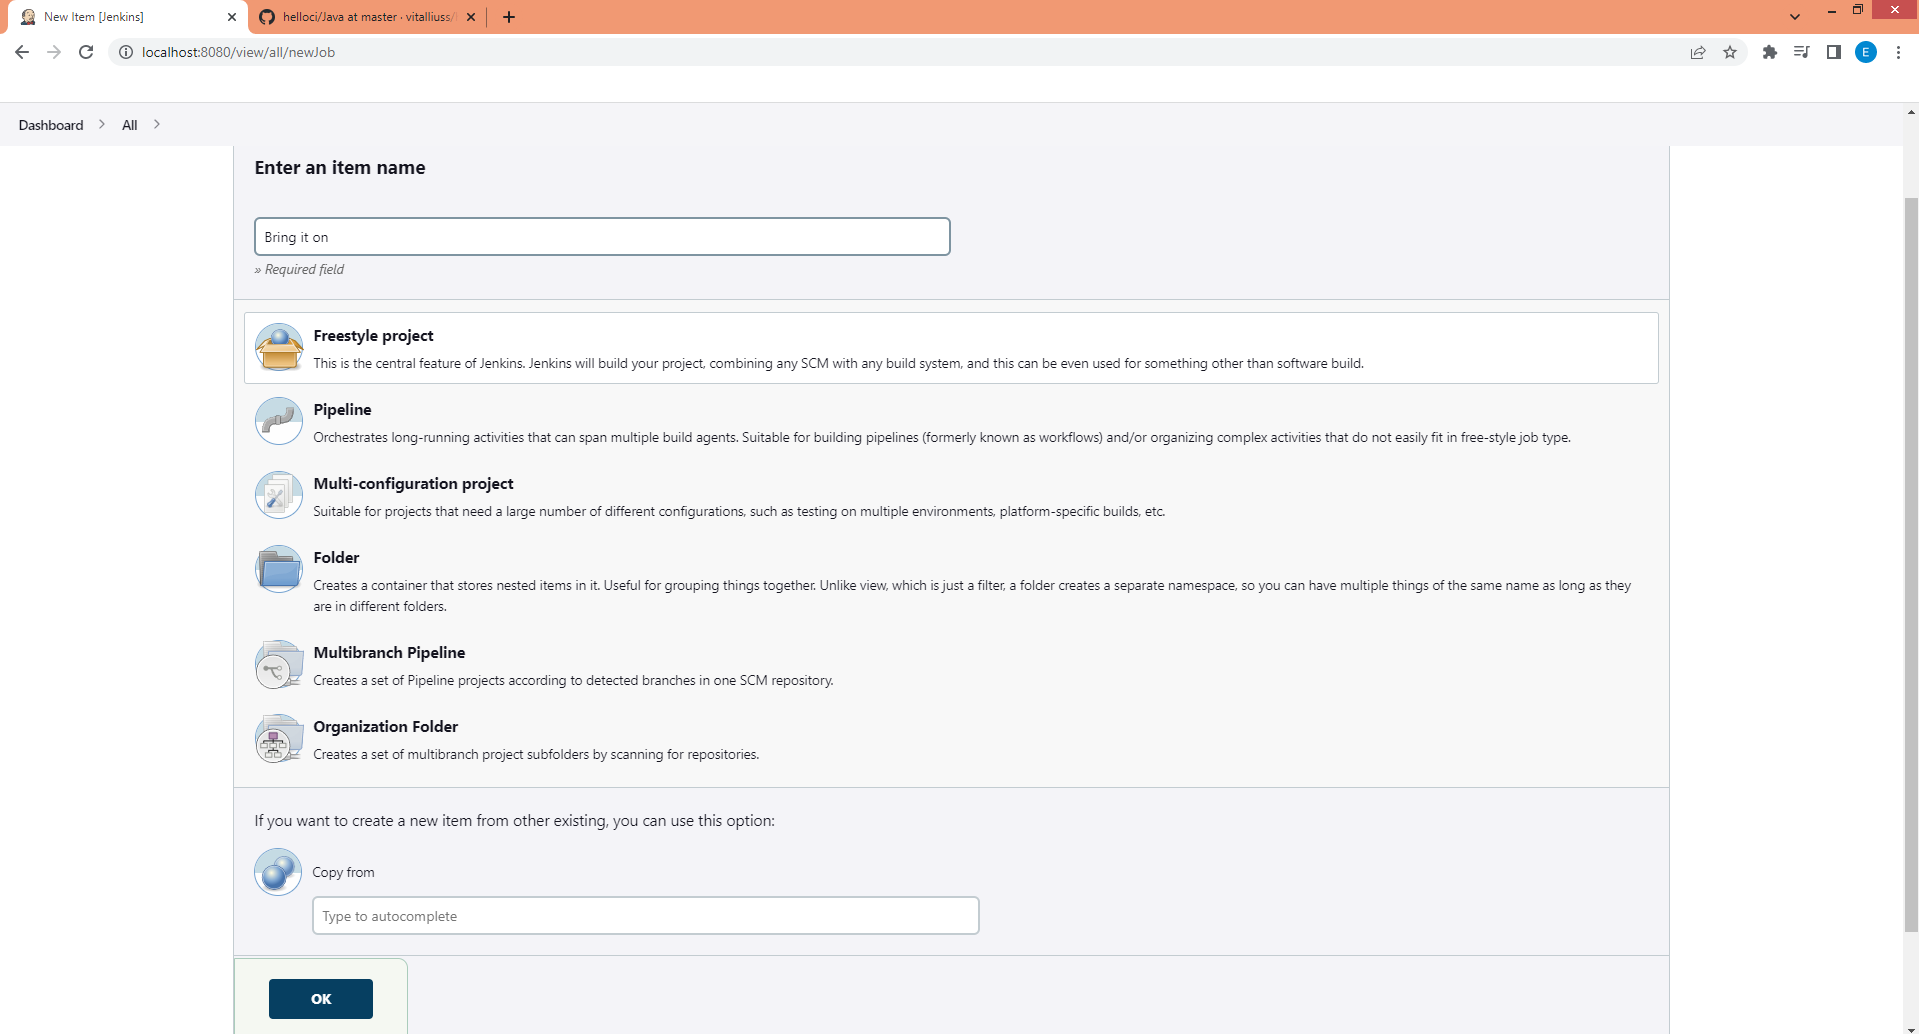 New Item [Jenkins]
helloci/Java at master · vitalliuss/
localhost:8080/view/all/newJob
E
Dashboard
All
Enter an item name
Bring it on
» Required field
Freestyle project
This is the central feature of Jenkins. Jenkins will build your project, combining any SCM with any build system, and this can be even used for something other than software build.
Pipeline
Orchestrates long-running activities that can span multiple build agents. Suitable for building pipelines (formerly known as workflows) and/or organizing complex activities that do not easily fit in free-style job type.
Multi-configuration project
Suitable for projects that need a large number of different configurations, such as testing on multiple environments, platform-specific builds, etc.
Folder
Creates a container that stores nested items in it. Useful for grouping things together. Unlike view, which is just a filter, a folder creates a separate namespace, so you can have multiple things of the same name as long as they
are in different folders.
Multibranch Pipeline
Creates a set of Pipeline projects according to detected branches in one SCM repository.
Organization Folder
Creates a set of multibranch project subfolders by scanning for repositories.
If you want to create a new item from other existing, you can use this option:
Copy from
Type to autocomplete
OK